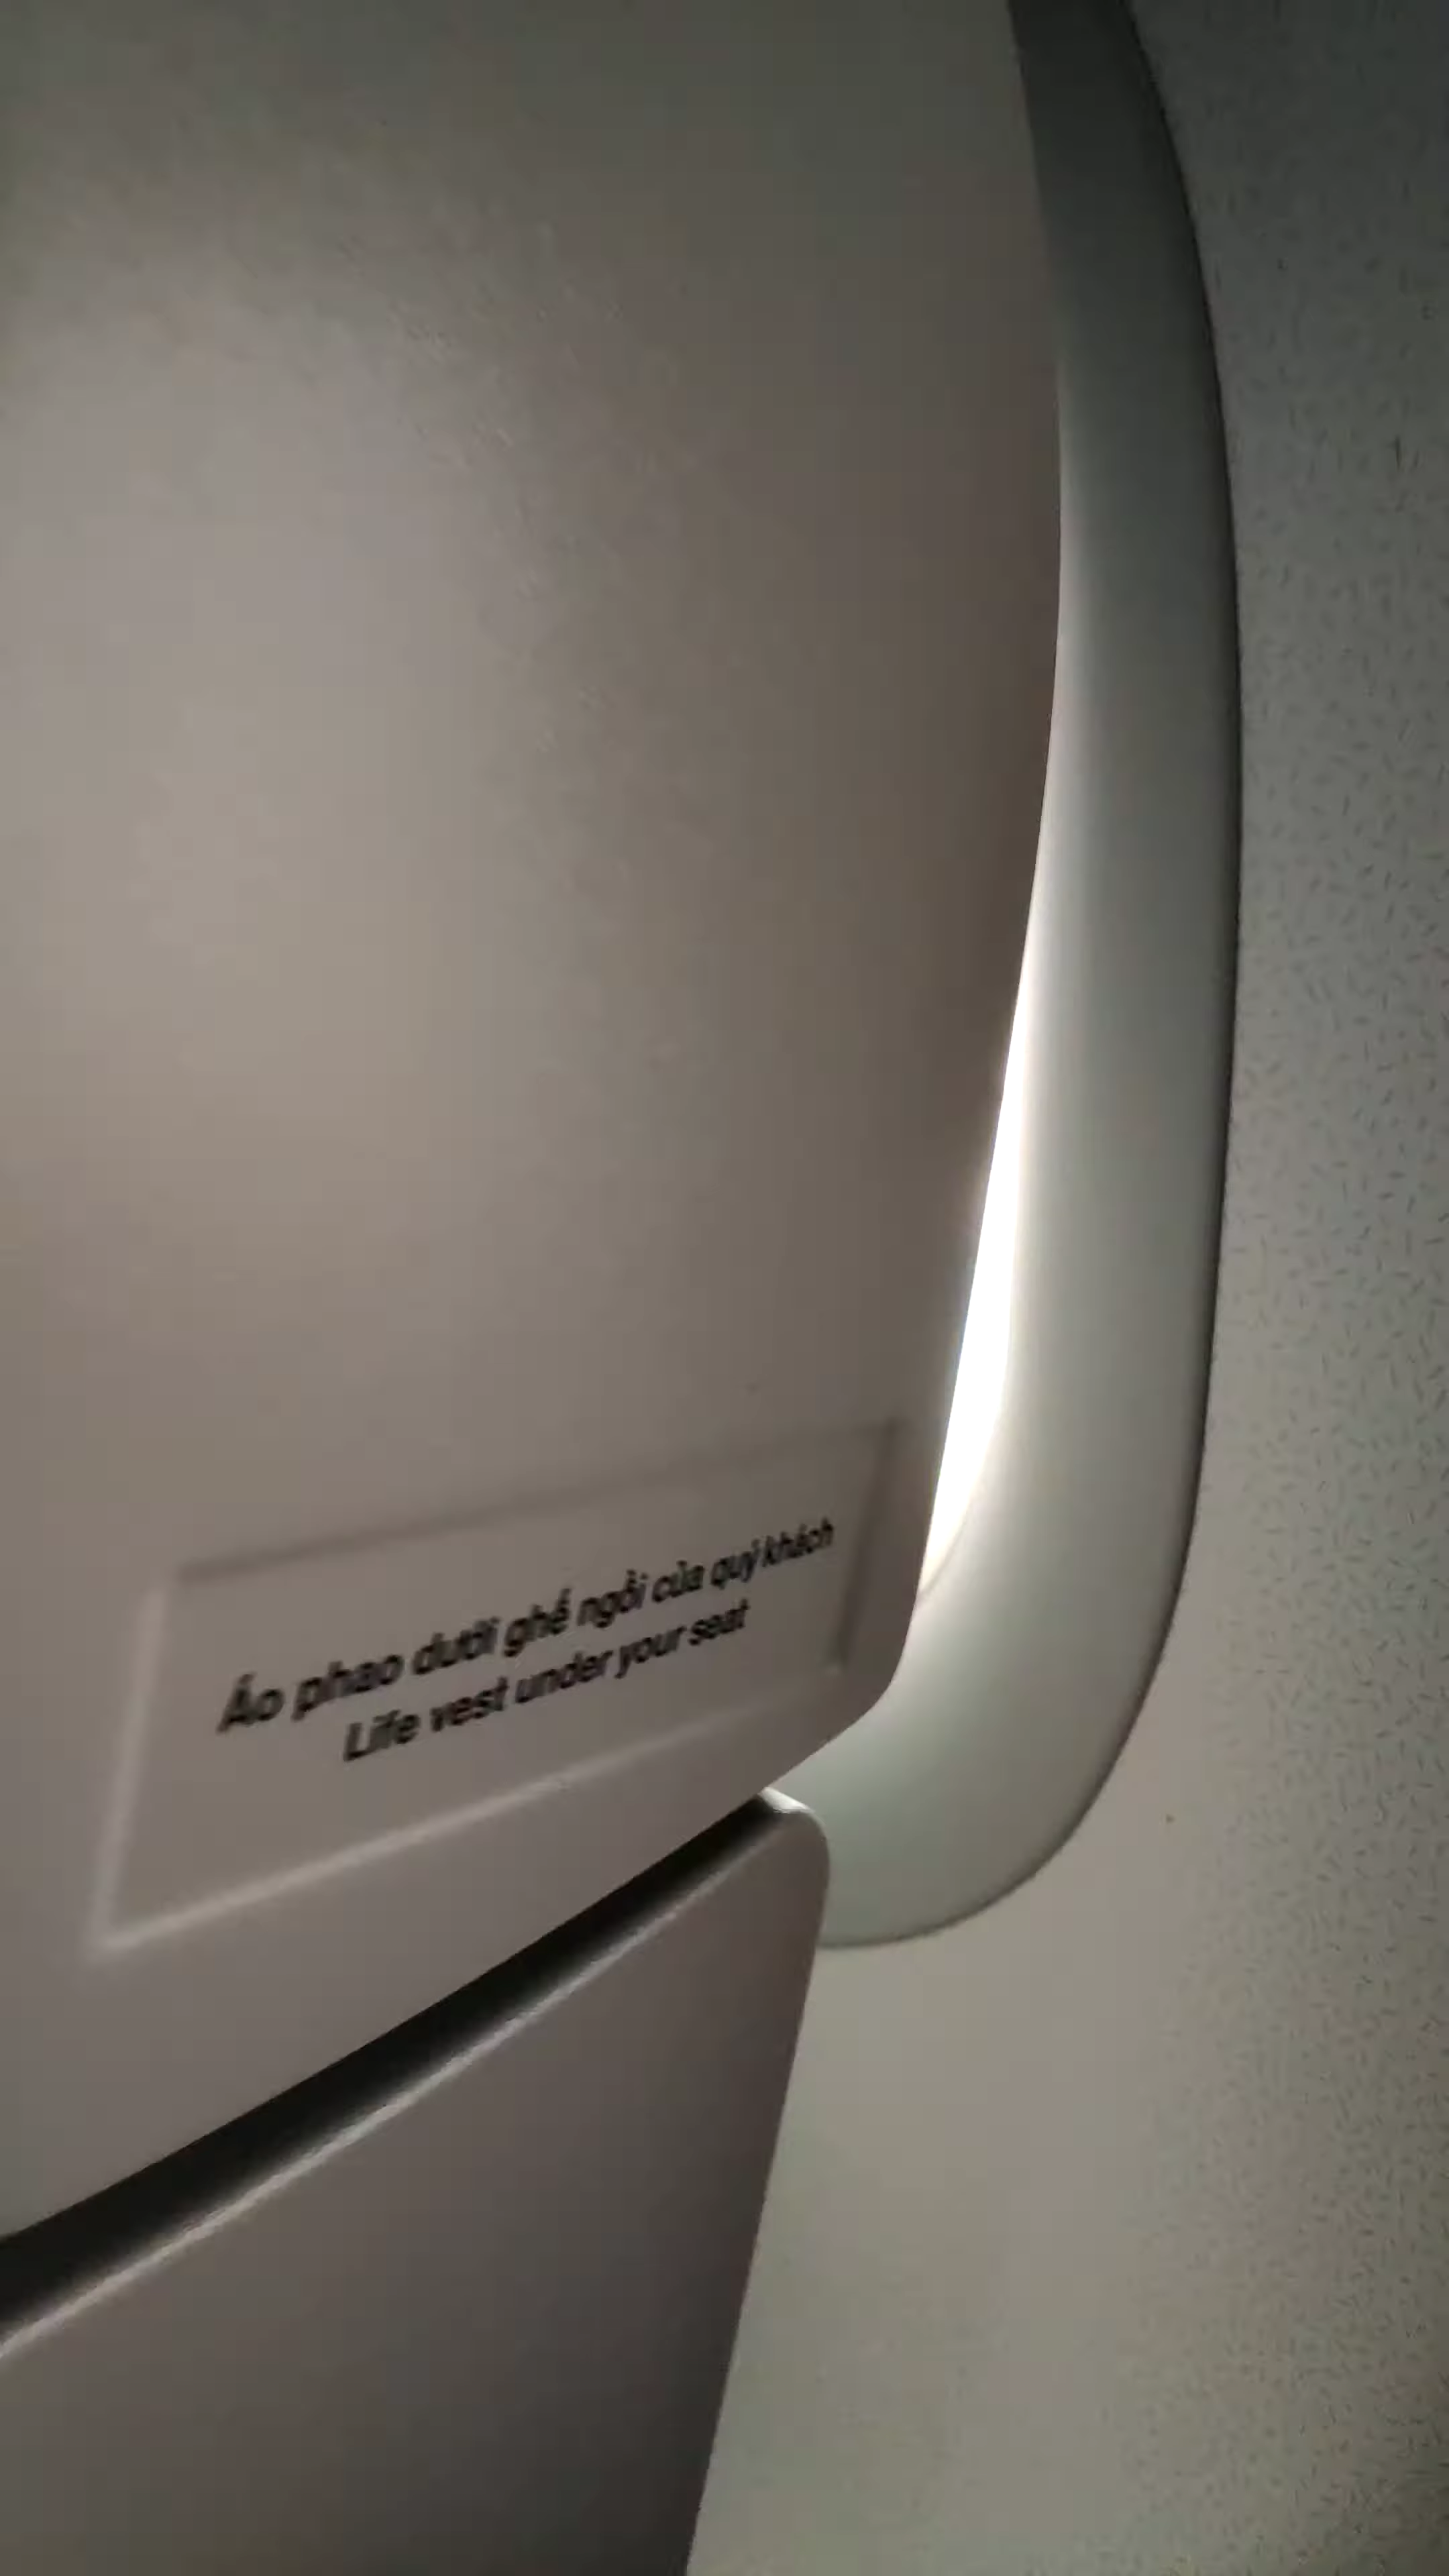 Áo phao dưới ghế ngồi của quý khách
Life vest under your seat